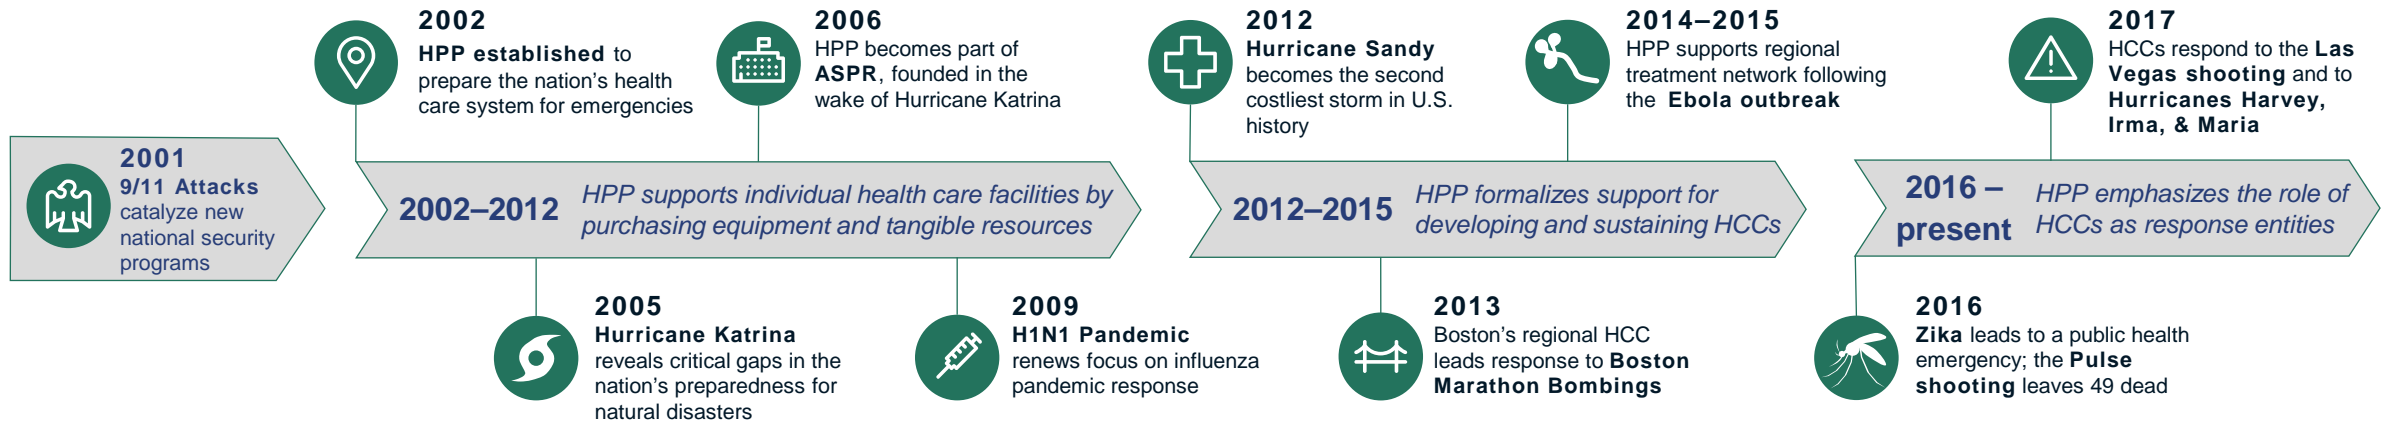 2001
9/11 Attacks
catalyze new
national security
programs
2002
HPP established to
prepare the nation’s health
care system for emergencies
2006
HPP becomes part of
ASPR, founded in the
wake of Hurricane Katrina
2002–2012
HPP supports individual health care facilities by
purchasing equipment and tangible resources
2005
Hurricane Katrina
reveals critical gaps in the
nation’s preparedness for
natural disasters
2009
H1N1 Pandemic
renews focus on influenza
pandemic response
2012
Hurricane Sandy
becomes the second
costliest storm in U.S.
history
2014–2015
HPP supports regional
treatment network following
the Ebola outbreak
2012–2015
HPP formalizes support for
developing and sustaining HCCs
2013
Boston’s regional HCC
leads response to Boston
Marathon Bombings
2017
HCCs respond to the Las
Vegas shooting and to
Hurricanes Harvey,
Irma, & Maria
2016 –
present
HPP emphasizes the role of
HCCs as response entities
2016
Zika leads to a public health
emergency; the Pulse
shooting leaves 49 dead